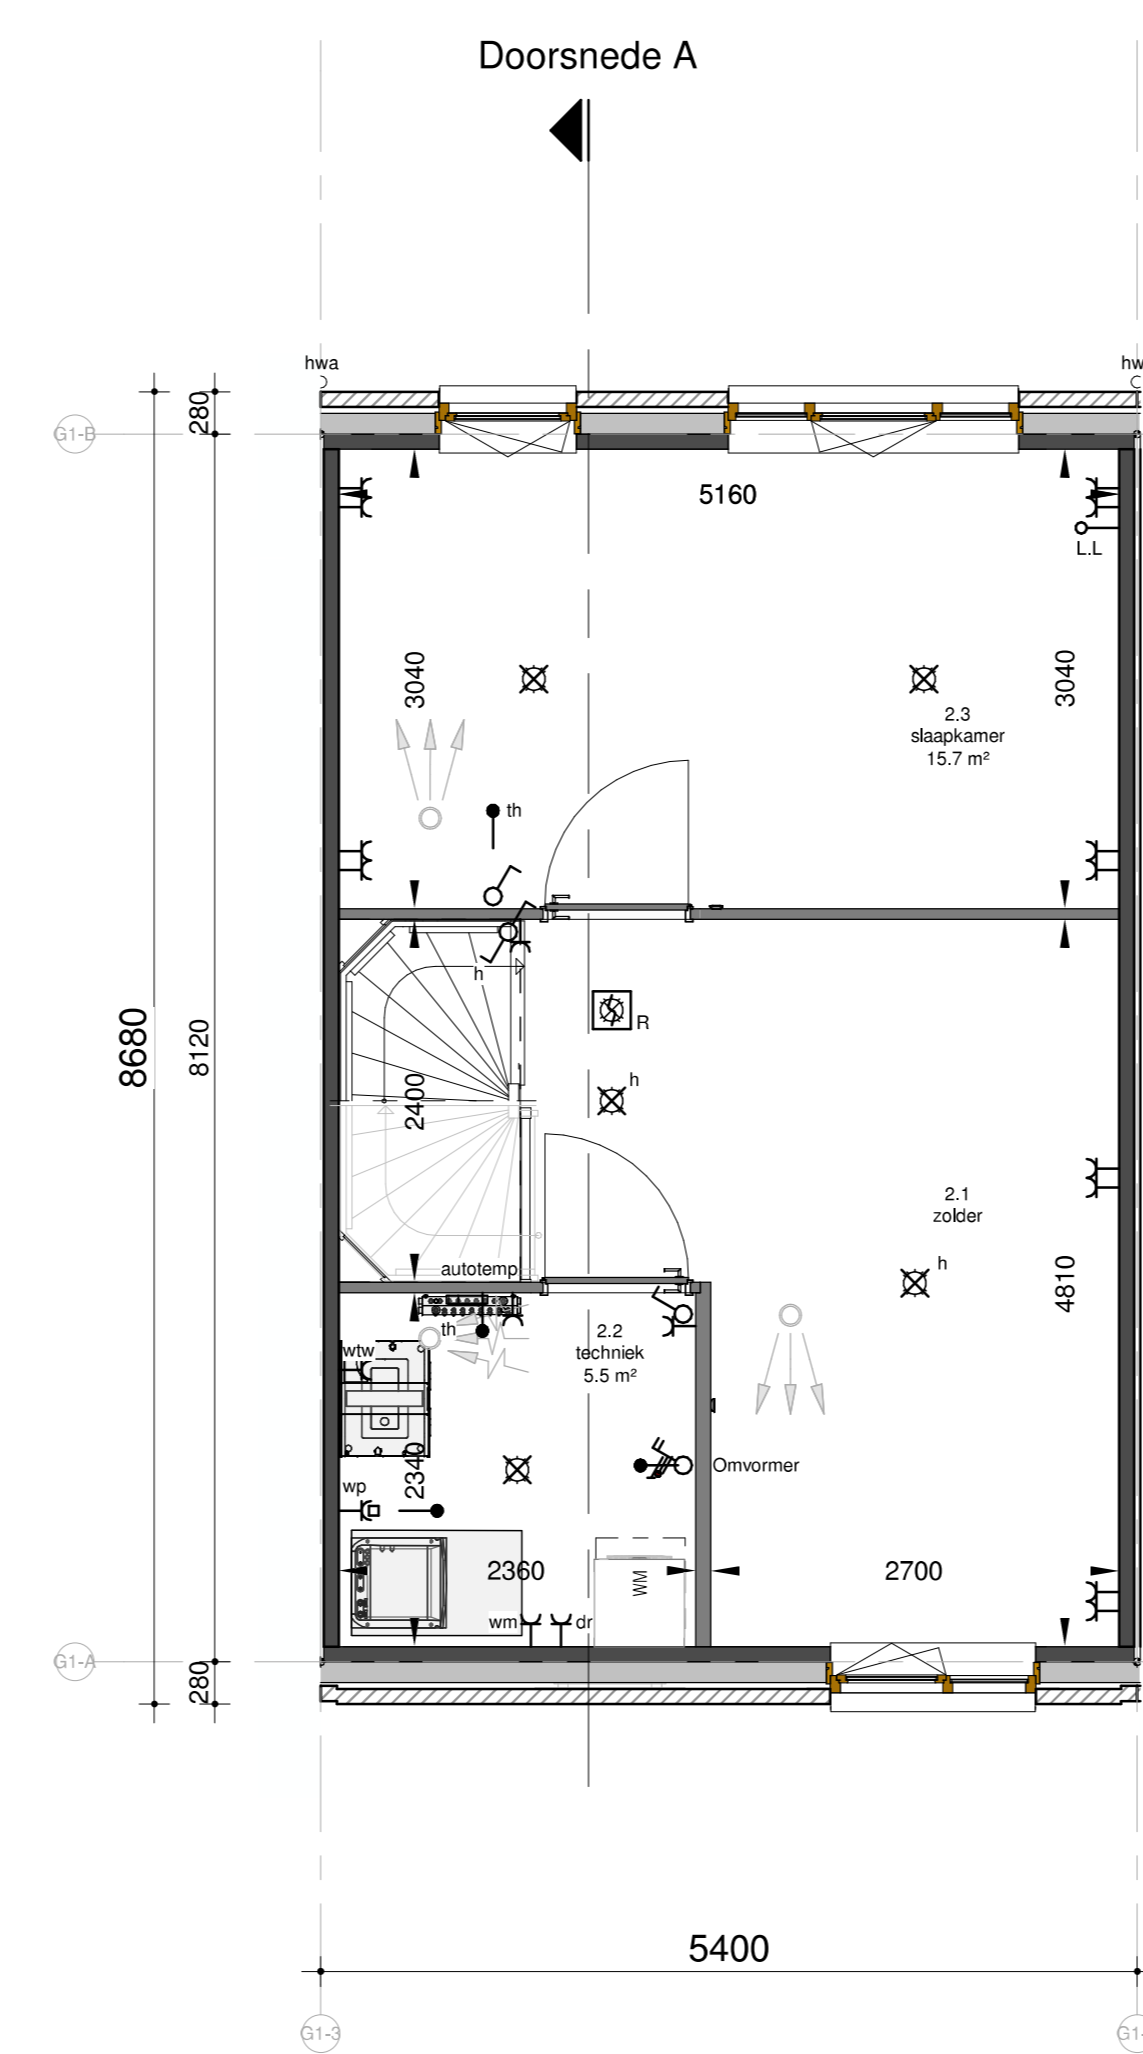 Doorsnede A
hwa
hw
280
G1-B
5160
L.L
3040
3040
2.3
slaapkamer
15.7 m²
th
h
R
8680
8120
2400
h
2.1
zolder
autotemp
h
4810
th
2.2
techniek
5.5 m²
wtw
2340
Omvormer
wp
2360
WM
2700
wm
dr
G1-A
280
5400
G1-3
G1-